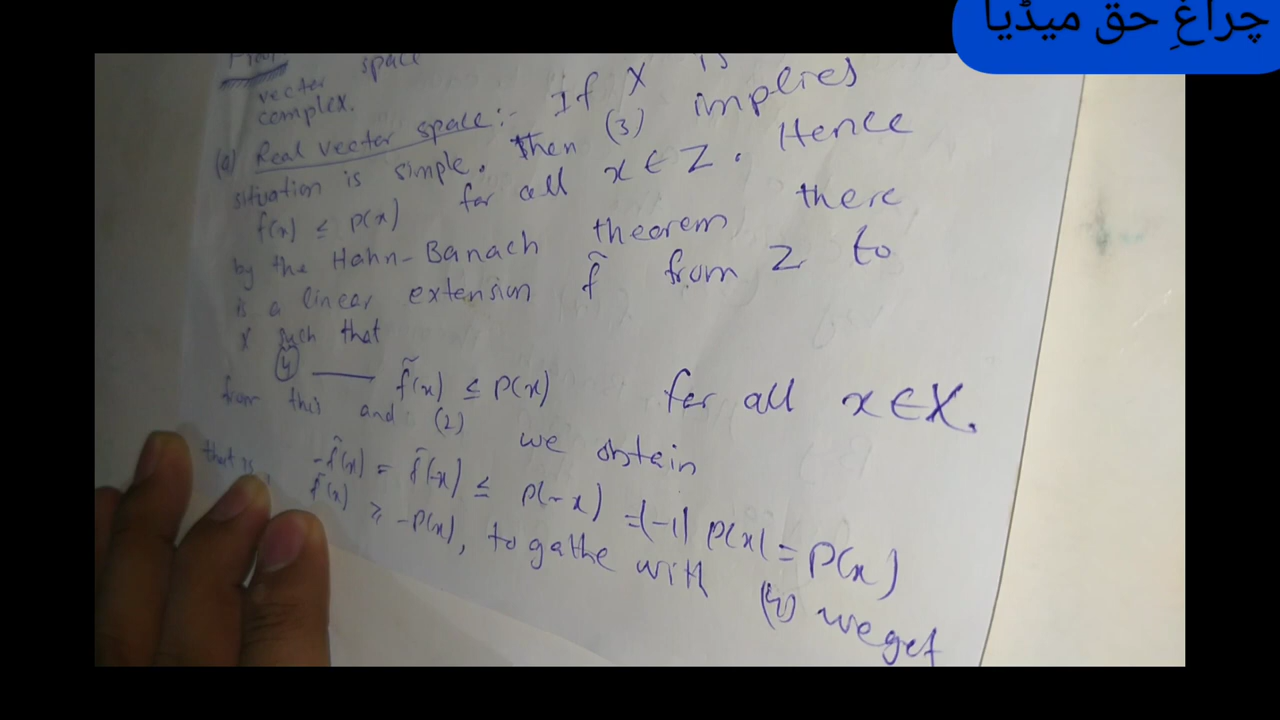 چراغِ حق میڈیا
vector space
complex.
(a) Real vector space:- If X is
situation is simple. Then (3) implies
f(x) ≤ p(x) for all x ∈ Z. Hence
by the Hahn-Banach theorem there
is a linear extension f̃ from Z to
X such that
(4) —— f̃(x) ≤ P(x) for all x ∈ X.
from this and (2) we obtain
-f̃(x) = f̃(-x) ≤ P(-x) = |-1| P(x) = P(x)
that is, f̃(x) ≥ -P(x), to gathe with (4) we get